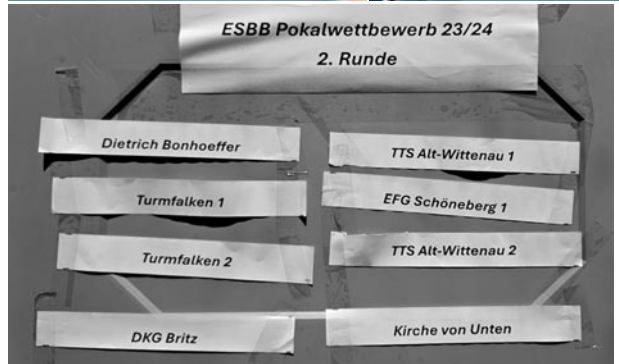 ESBB Pokalwettbewerb 23/24
2. Runde
Dietrich Bonhoeffer
TTS Alt-Wittenau 1
Turmfalken 1
EFG Schöneberg 1
Turmfalken 2
TTS Alt-Wittenau 2
DKG Britz
Kirche von Unten